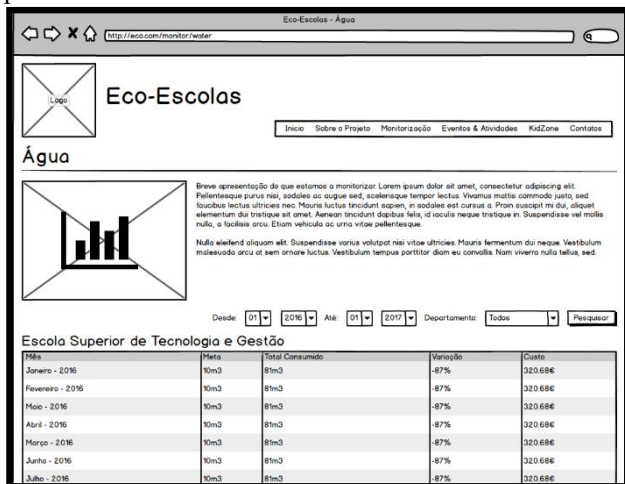 Eco-Escolas - Água
http://eco.com/monitor/water
Logo
Eco-Escolas
Inicio Sobre o Projeto Monitorização Eventos & Atividades KidZone Contatos
Água
Breve apresentação do que estamos a monitorizar. Lorem ipsum dolor sit amet, consectetur adipiscing elit.
Pellentesque purus nisi, sodales ac augue sed, scelerisque tempor lectus. Vivamus mattis commodo justo, sed
faucibus lectus ultricies nec. Mauris luctus tincidunt sapien, in sodales est cursus a. Proin suscipit mi dui, aliquet
elementum dui tristique sit amet. Aenean tincidunt dapibus felis, id iaculis neque tristique in. Suspendisse vel mollis
nulla, a facilisis arcu. Etiam vehicula ac urna vitae pellentesque.
Nulla eleifend aliquam elit. Suspendisse varius volutpat nisi vitae ultricies. Mauris fermentum dui neque. Vestibulum
malesuada arcu at sem ornare luctus. Vestibulum tempus porttitor diam eu convallis. Nam viverra nulla tellus, sed.
Desde: 01 2016 Até: 01 2017 Departamento: Todos Pesquisar
Escola Superior de Tecnologia e Gestão
Mês Meta Total Consumido Variação Custo
Janeiro - 2016 10m3 81m3 -87% 320.68€
Fevereiro - 2016 10m3 81m3 -87% 320.68€
Maio - 2016 10m3 81m3 -87% 320.68€
Abril - 2016 10m3 81m3 -87% 320.68€
Março - 2016 10m3 81m3 -87% 320.68€
Junho - 2016 10m3 81m3 -87% 320.68€
Julho - 2016 10m3 81m3 -87% 320.68€